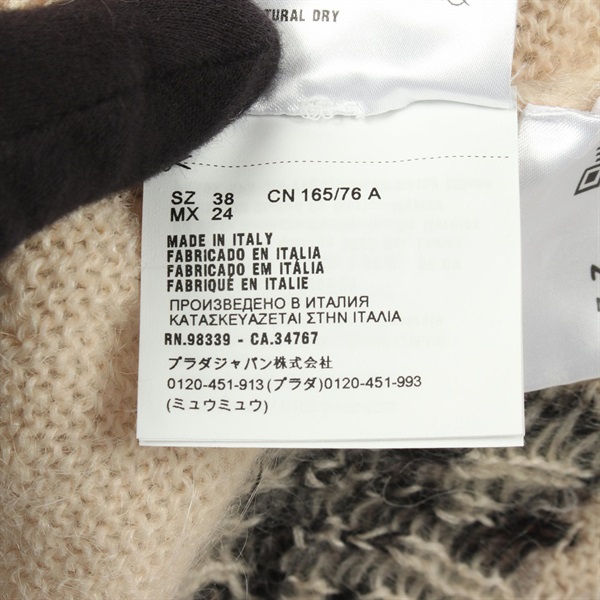 TURAL DRY
SZ 38 CN 165/76 A
MX 24
MADE IN ITALY
FABRICADO EN ITALIA
FABRICADO EM ITÁLIA
FABRIQUÉ EN ITALIE
ПРОИЗВЕДЕНО В ИТАЛИЯ
ΚΑΤΑΣΚΕΥΑΖΕΤΑΙ ΣΤΗΝ ΙΤΑΛΙΑ
RN.98339 - CA.34767
プラダジャパン株式会社
0120-451-913(プラダ)0120-451-993
(ミュウミュウ)